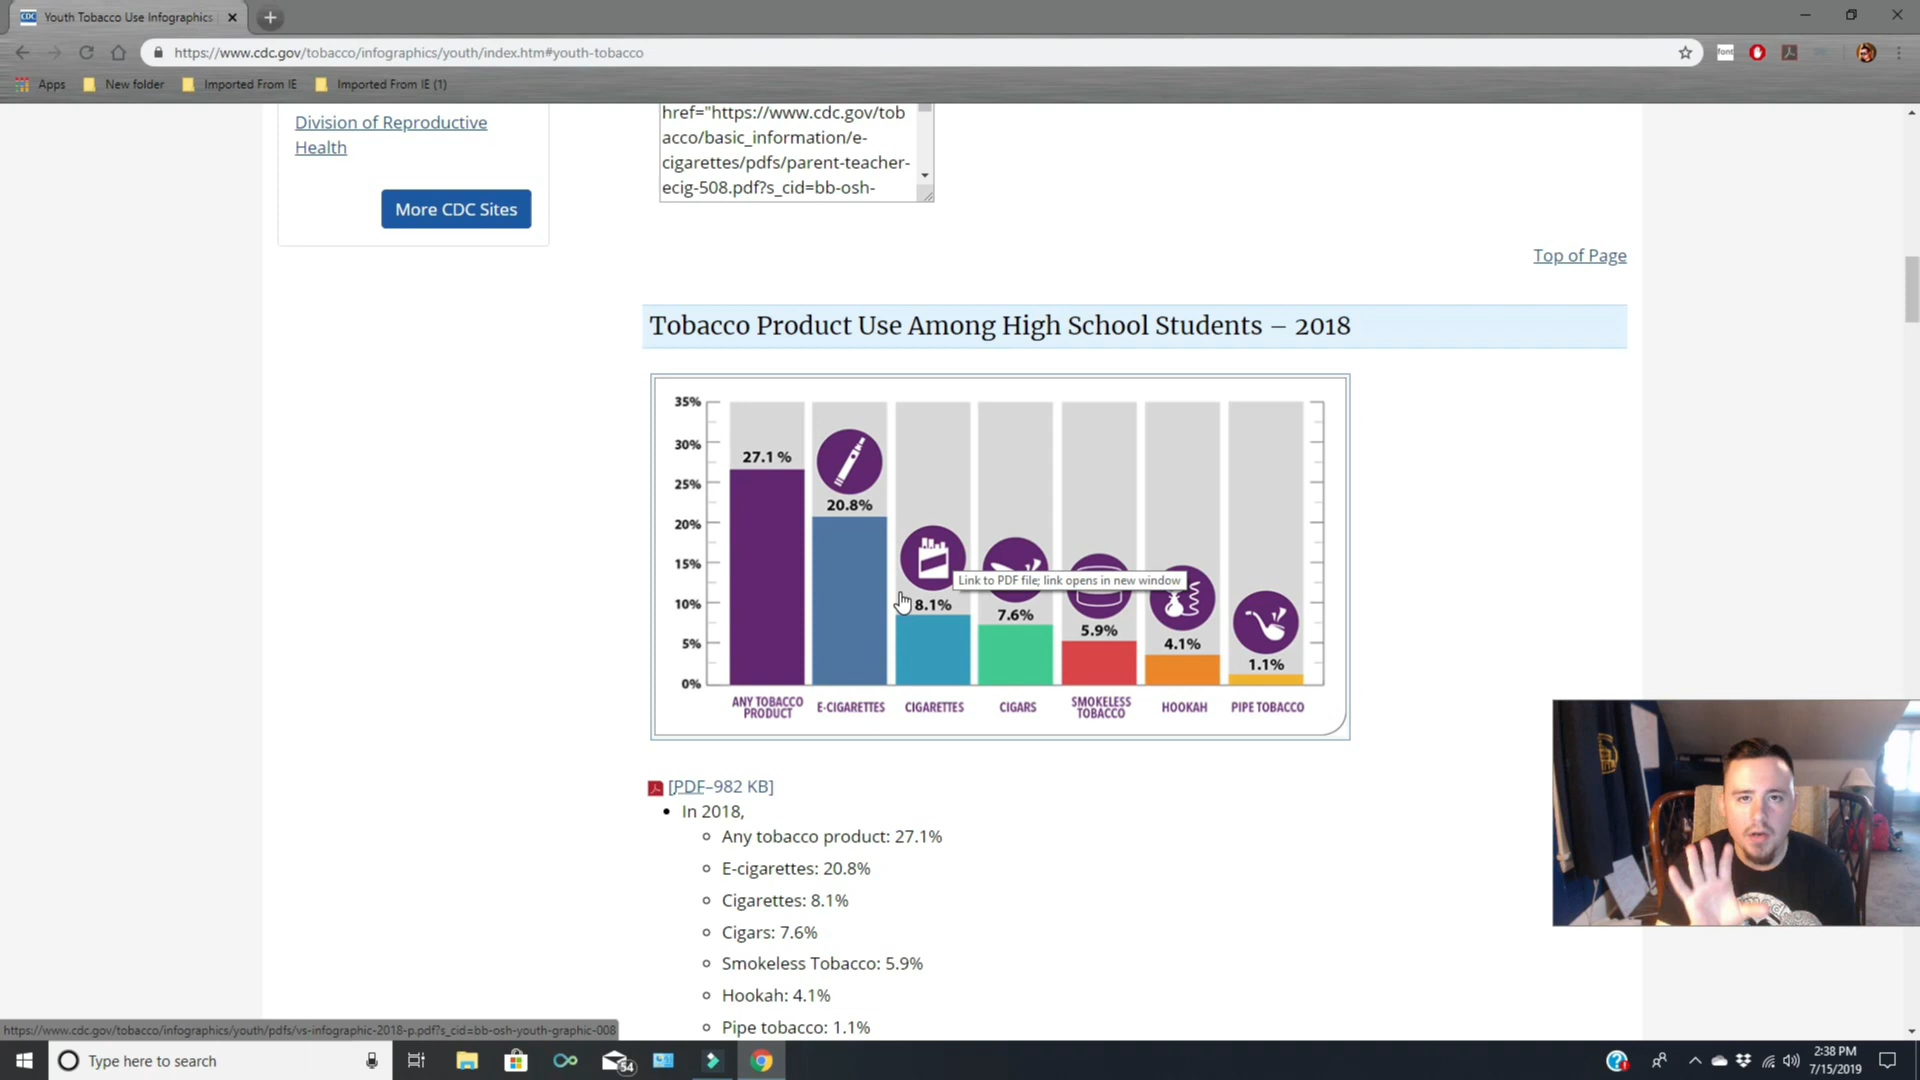 Youth Tobacco Use Infographics
https://www.cdc.gov/tobacco/infographics/youth/index.htm#youth-tobacco
Apps New folder Imported From IE Imported From IE (1)
Division of Reproductive
Health
More CDC Sites
href="https://www.cdc.gov/tob
acco/basic_information/e-
cigarettes/pdfs/parent-teacher-
ecig-508.pdf?s_cid=bb-osh-
Top of Page
Tobacco Product Use Among High School Students – 2018
35%
30%
25%
20%
15%
10%
5%
0%
27.1 %
20.8%
8.1%
7.6%
5.9%
4.1%
1.1%
Link to PDF file; link opens in new window
ANY TOBACCO
PRODUCT
E-CIGARETTES
CIGARETTES
CIGARS
SMOKELESS
TOBACCO
HOOKAH
PIPE TOBACCO
[PDF–982 KB]
In 2018,
Any tobacco product: 27.1%
E-cigarettes: 20.8%
Cigarettes: 8.1%
Cigars: 7.6%
Smokeless Tobacco: 5.9%
Hookah: 4.1%
Pipe tobacco: 1.1%
https://www.cdc.gov/tobacco/infographics/youth/pdfs/vs-infographic-2018-p.pdf?s_cid=bb-osh-youth-graphic-008
Type here to search
54
2:38 PM
7/15/2019